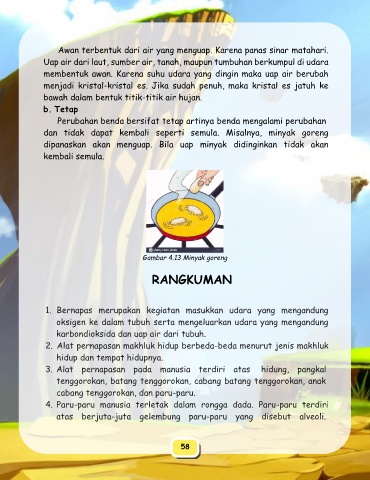 Awan terbentuk dari air yang menguap. Karena panas sinar matahari.
Uap air dari laut, sumber air, tanah, maupun tumbuhan berkumpul di udara
membentuk awan. Karena suhu udara yang dingin maka uap air berubah
menjadi kristal-kristal es. Jika sudah penuh, maka kristal es jatuh ke
bawah dalam bentuk titik-titik air hujan.
b. Tetap
Perubahan benda bersifat tetap artinya benda mengalami perubahan
dan tidak dapat kembali seperti semula. Misalnya, minyak goreng
dipanaskan akan menguap. Bila uap minyak didinginkan tidak akan
kembali semula.
Gambar 4.13 Minyak goreng
RANGKUMAN
1. Bernapas merupakan kegiatan masukkan udara yang mengandung
oksigen ke dalam tubuh serta mengeluarkan udara yang mengandung
karbondioksida dan uap air dari tubuh.
2. Alat pernapasan makhluk hidup berbeda-beda menurut jenis makhluk
hidup dan tempat hidupnya.
3. Alat pernapasan pada manusia terdiri atas hidung, pangkal
tenggorokan, batang tenggorokan, cabang batang tenggorokan, anak
cabang tenggorokan, dan paru-paru.
4. Paru-paru manusia terletak dalam rongga dada. Paru-paru terdiri
atas berjuta-juta gelembung paru-paru yang disebut alveoli.
58